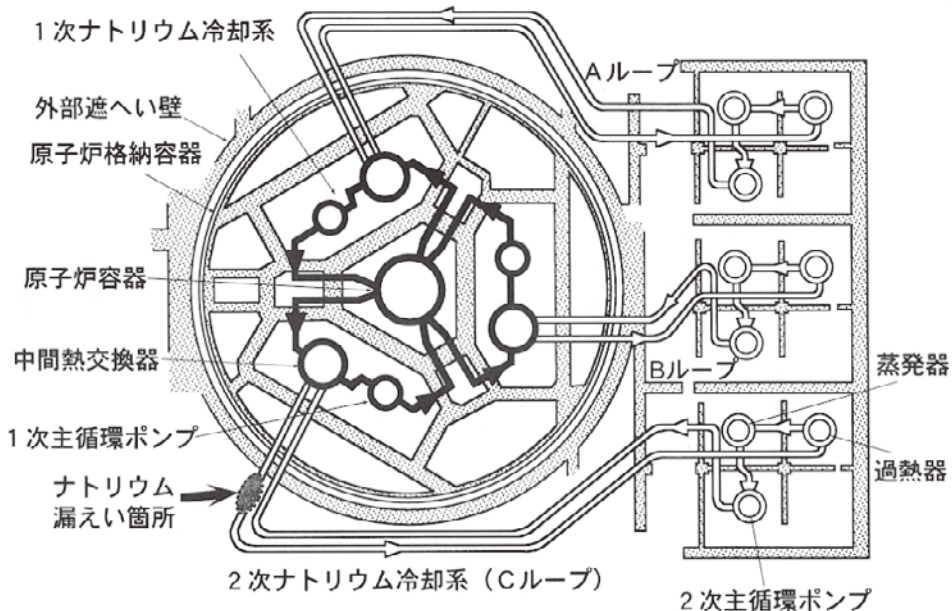 １次ナトリウム冷却系
外部遮へい壁
原子炉格納容器
原子炉容器
中間熱交換器
１次主循環ポンプ
ナトリウム
漏えい箇所
２次ナトリウム冷却系（Ｃループ）
Ａループ
Ｂループ
蒸発器
過熱器
２次主循環ポンプ